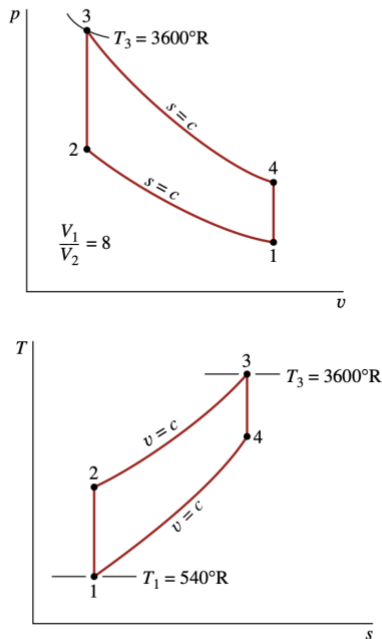 p
3
T₃ = 3600°R
s = c
2
s = c
4
V₁
V₂
= 8
1
v
T
3
T₃ = 3600°R
v = c
4
2
v = c
T₁ = 540°R
1
s